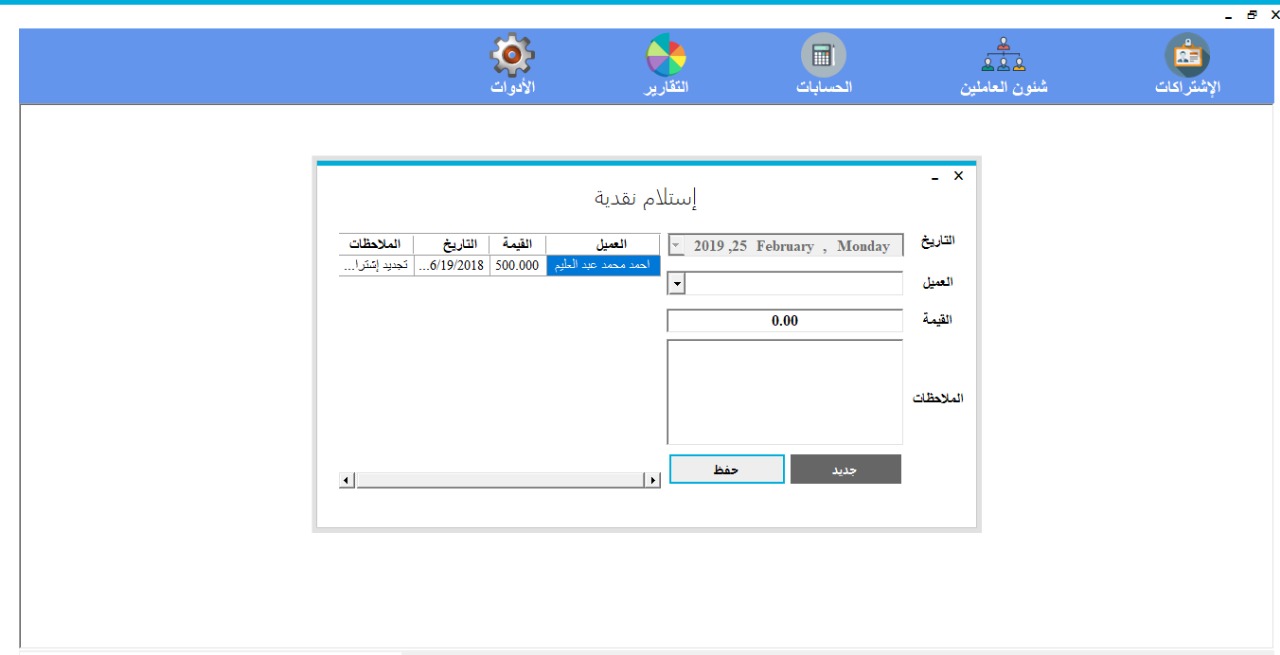 الإشتراكات
شئون العاملين
الحسابات
التقارير
الأدوات
إستلام نقدية
التاريخ
2019 ,25 February , Monday
العميل
القيمة
0.00
الملاحظات
جديد
حفظ
العميل القيمة التاريخ الملاحظات
احمد محمد عبد العليم 500.000 6/19/2018... تجديد إشترا...